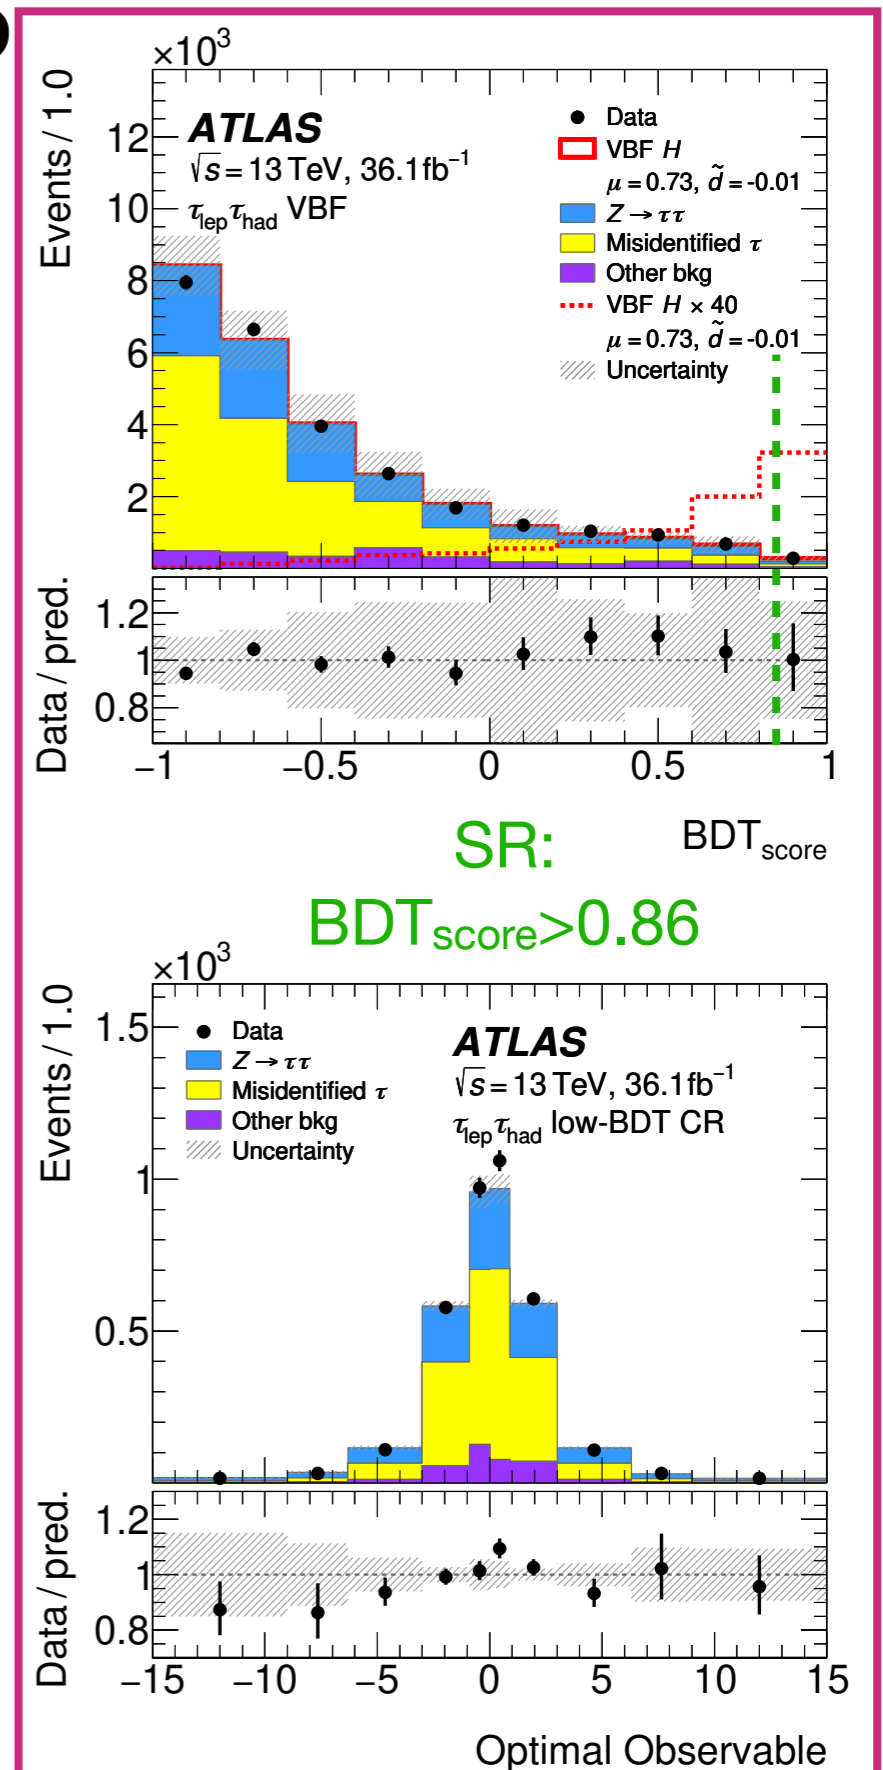 ×10³
Events / 1.0
ATLAS
√s = 13 TeV, 36.1fb⁻¹
τlepτhad VBF
Data
VBF H
μ = 0.73, d̃ = -0.01
Z → ττ
Misidentified τ
Other bkg
VBF H × 40
μ = 0.73, d̃ = -0.01
Uncertainty
12
10
8
6
4
2
Data / pred.
1.2
1
0.8
−1 −0.5 0 0.5 1
BDTscore
SR:
BDTscore>0.86
×10³
Events / 1.0
Data
Z → ττ
Misidentified τ
Other bkg
Uncertainty
ATLAS
√s = 13 TeV, 36.1fb⁻¹
τlepτhad low-BDT CR
1.5
1
0.5
Data / pred.
1.2
1
0.8
−15 −10 −5 0 5 10 15
Optimal Observable